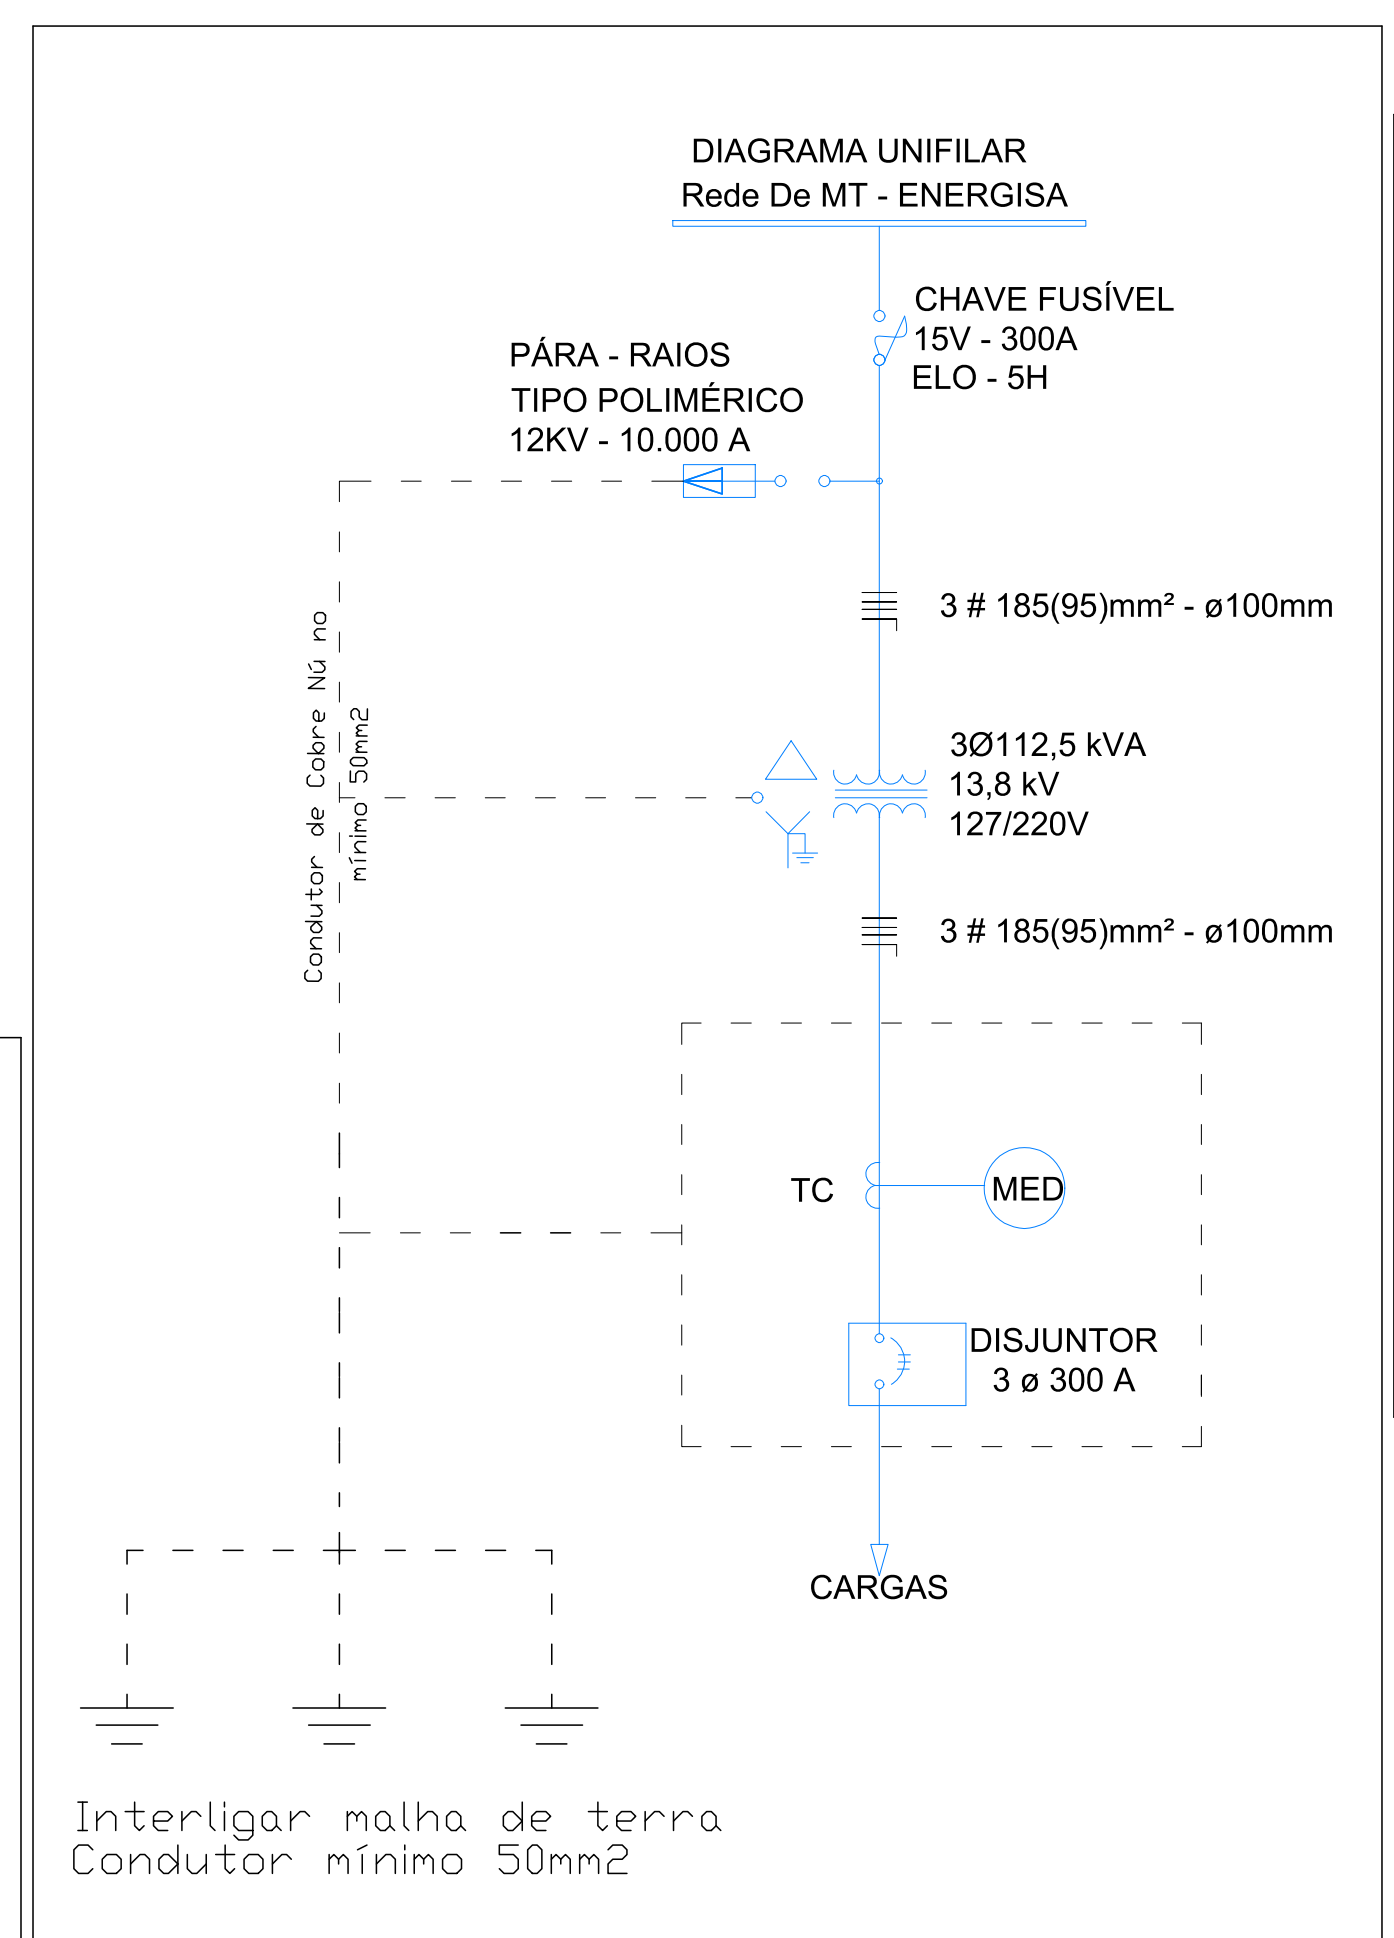 DIAGRAMA UNIFILAR
Rede De MT - ENERGISA
CHAVE FUSÍVEL
15V - 300A
ELO - 5H
PÁRA - RAIOS
TIPO POLIMÉRICO
12KV - 10.000 A
3 # 185(95)mm² - ø100mm
Condutor de Cobre Nú no
mínimo 50mm2
3Ø112,5 kVA
13,8 kV
127/220V
3 # 185(95)mm² - ø100mm
TC
MED
DISJUNTOR
3 ø 300 A
CARGAS
Interligar malha de terra
Condutor mínimo 50mm2